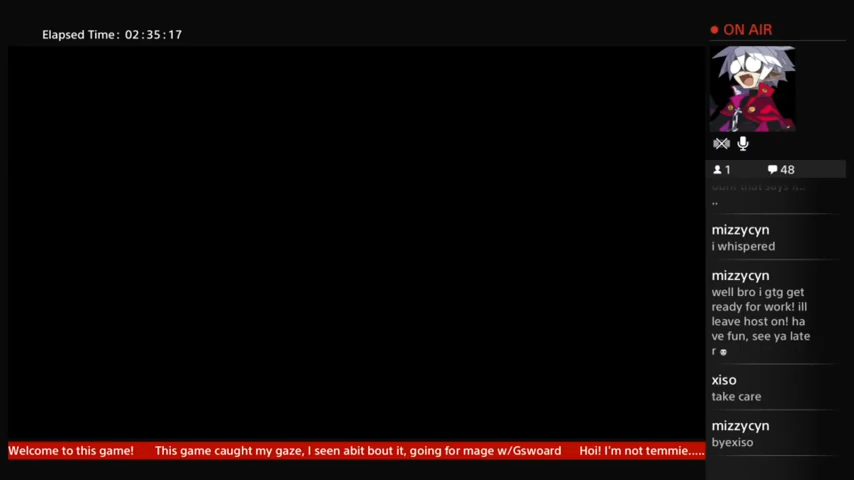 Elapsed Time: 02:35:17
ON AIR
1 48
..
mizzycyn
i whispered
mizzycyn
well bro i gtg get
ready for work! ill
leave host on! ha
ve fun, see ya late
r
xiso
take care
mizzycyn
byexiso
Welcome to this game! This game caught my gaze, I seen abit bout it, going for mage w/Gswoard Hoi! I'm not temmie.....